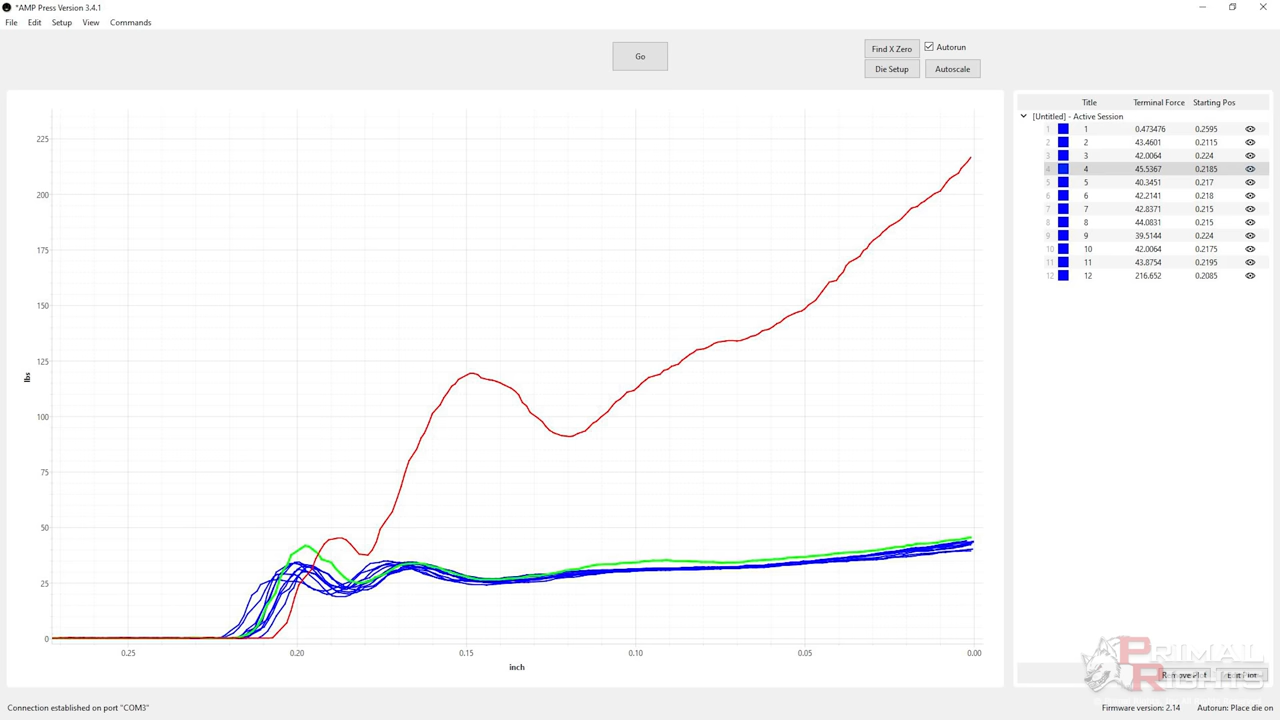 *AMP Press Version 3.4.1
File Edit Setup View Commands
Go
Find X Zero
Autorun
Die Setup
Autoscale
Title Terminal Force Starting Pos
[Untitled] - Active Session
1 1 0.473476 0.2595
2 2 43.4601 0.2115
3 3 42.0064 0.224
4 4 45.5367 0.2185
5 5 40.3451 0.217
6 6 42.2141 0.218
7 7 42.8371 0.215
8 8 44.0831 0.215
9 9 39.5144 0.224
10 10 42.0064 0.2175
11 11 43.8754 0.2195
12 12 216.652 0.2085
225
200
175
150
125
100
75
50
25
0
lbs
0.25 0.20 0.15 0.10 0.05 0.00
inch
PRIMAL
RIGHTS
Remove Plot
Connection established on port "COM3"
Firmware version: 2.14 Autorun: Place die on